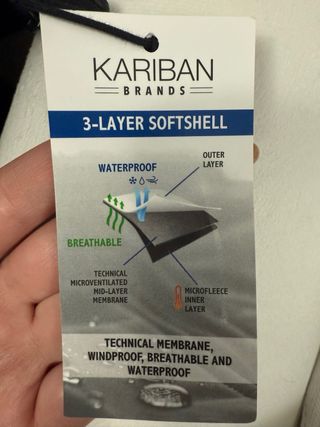 KARIBAN
BRANDS
3-LAYER SOFTSHELL
WATERPROOF
OUTER
LAYER
BREATHABLE
TECHNICAL
MICROVENTILATED
MID-LAYER
MEMBRANE
MICROFLEECE
INNER
LAYER
TECHNICAL MEMBRANE,
WINDPROOF, BREATHABLE AND
WATERPROOF